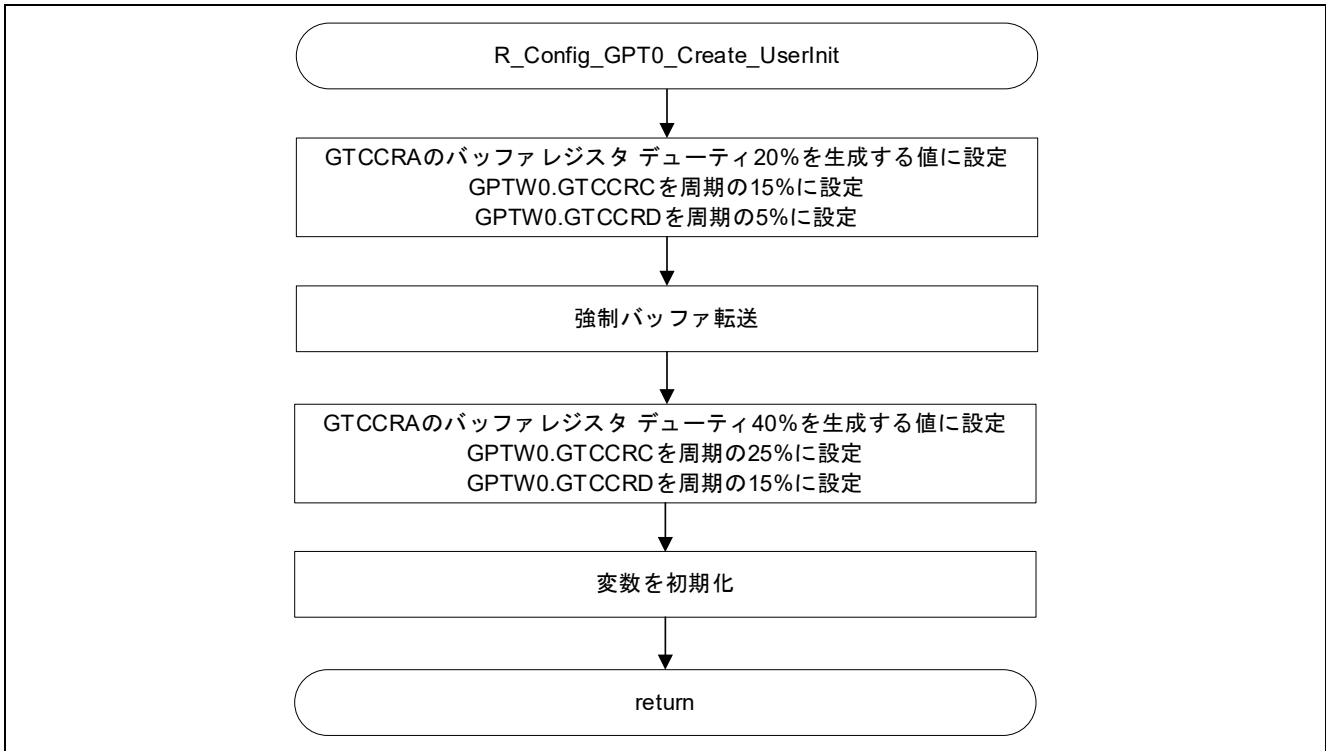 R_Config_GPT0_Create_UserInit
GTCCRAのバッファレジスタ デューティ20%を生成する値に設定
GPTW0.GTCCRCを周期の15%に設定
GPTW0.GTCCRDを周期の5%に設定
強制バッファ転送
GTCCRAのバッファレジスタ デューティ40%を生成する値に設定
GPTW0.GTCCRCを周期の25%に設定
GPTW0.GTCCRDを周期の15%に設定
変数を初期化
return